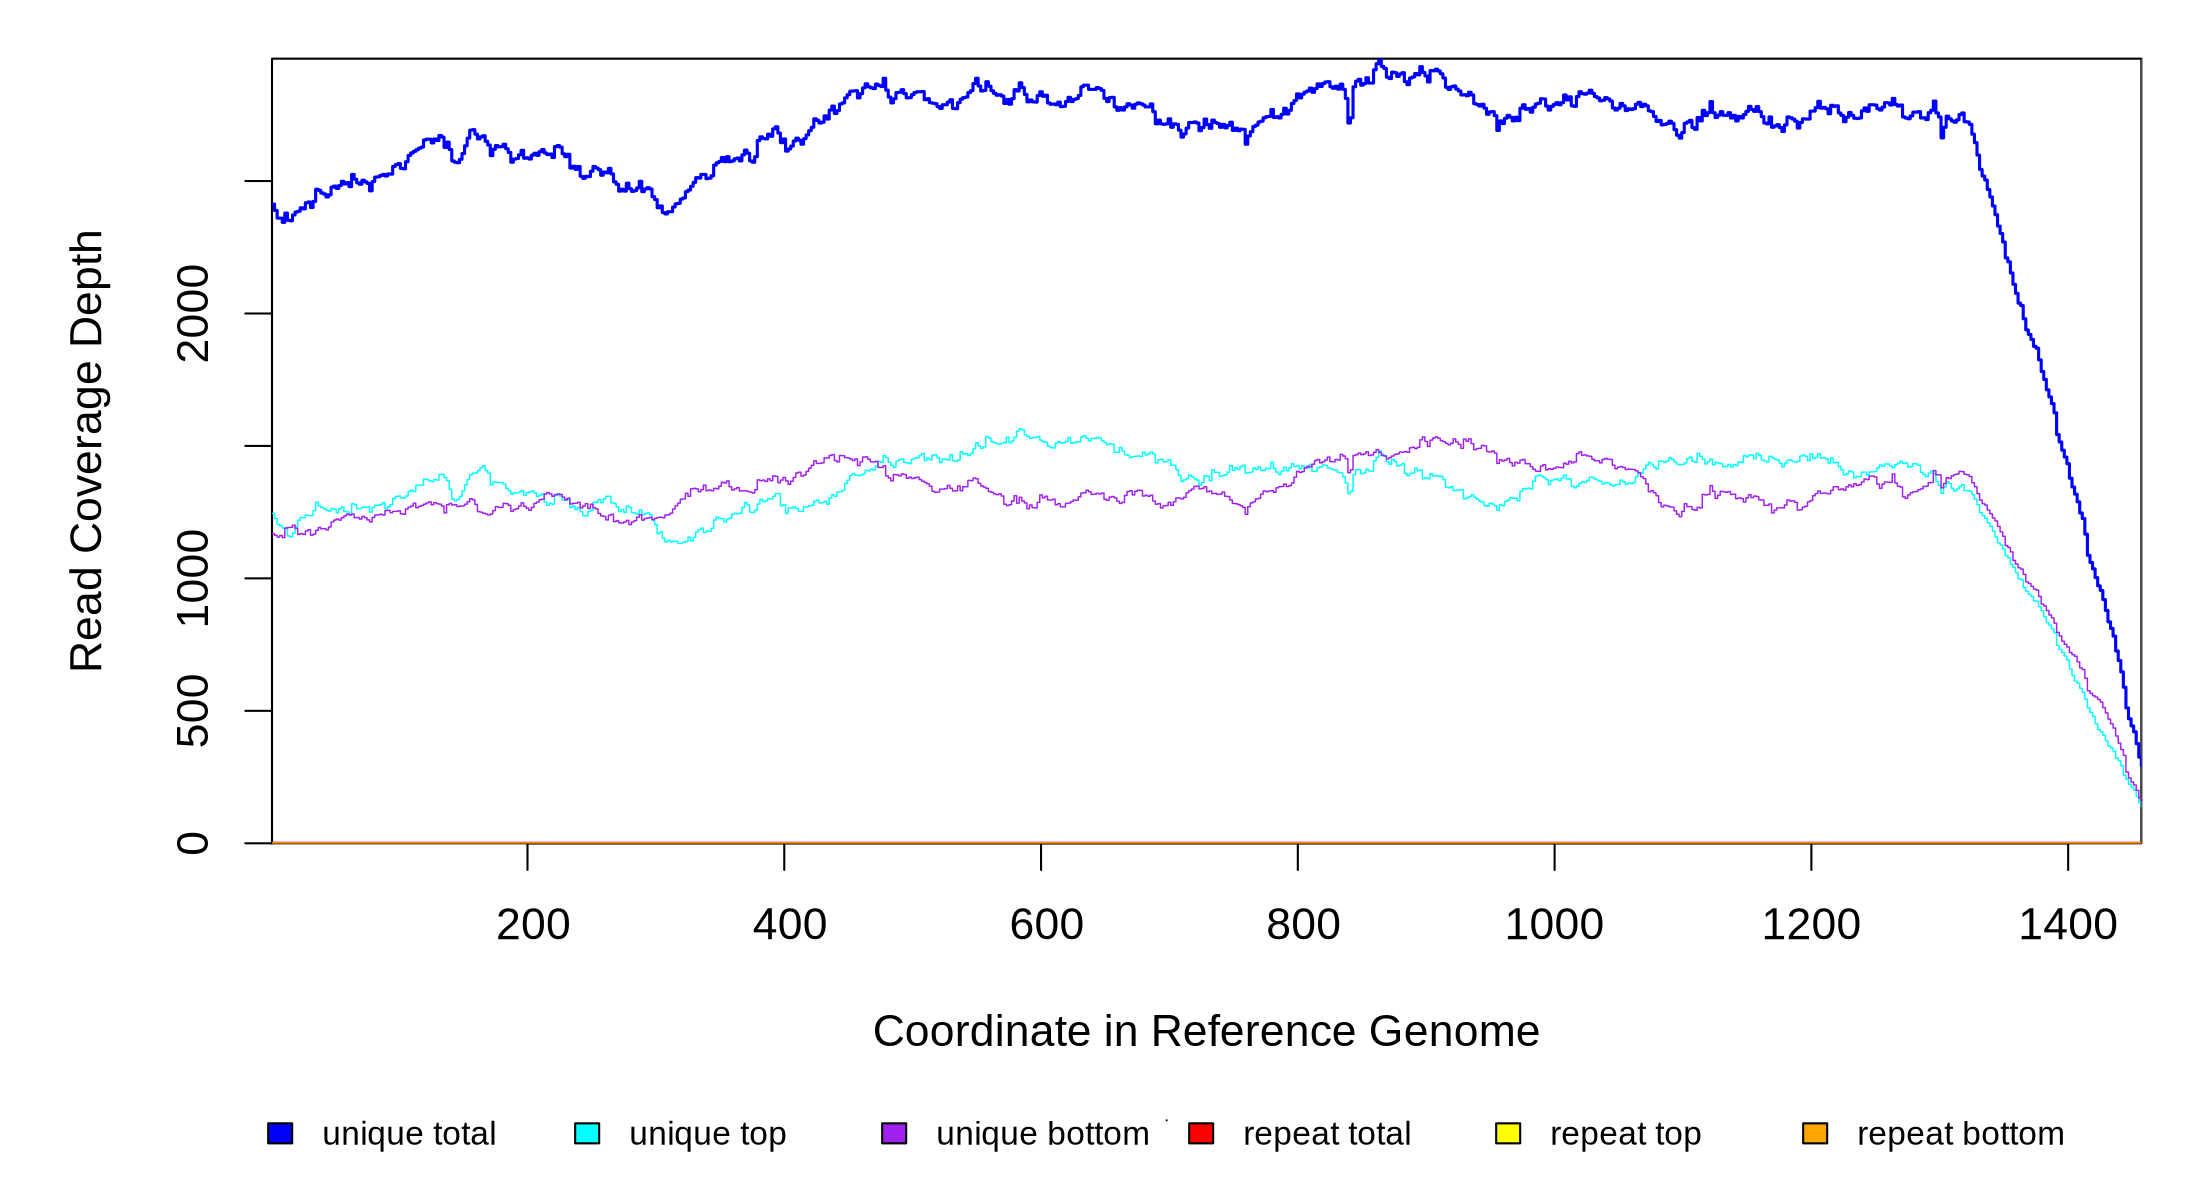 Read Coverage Depth
2000
1000
500
0
200 400 600 800 1000 1200 1400
Coordinate in Reference Genome
unique total unique top unique bottom repeat total repeat top repeat bottom